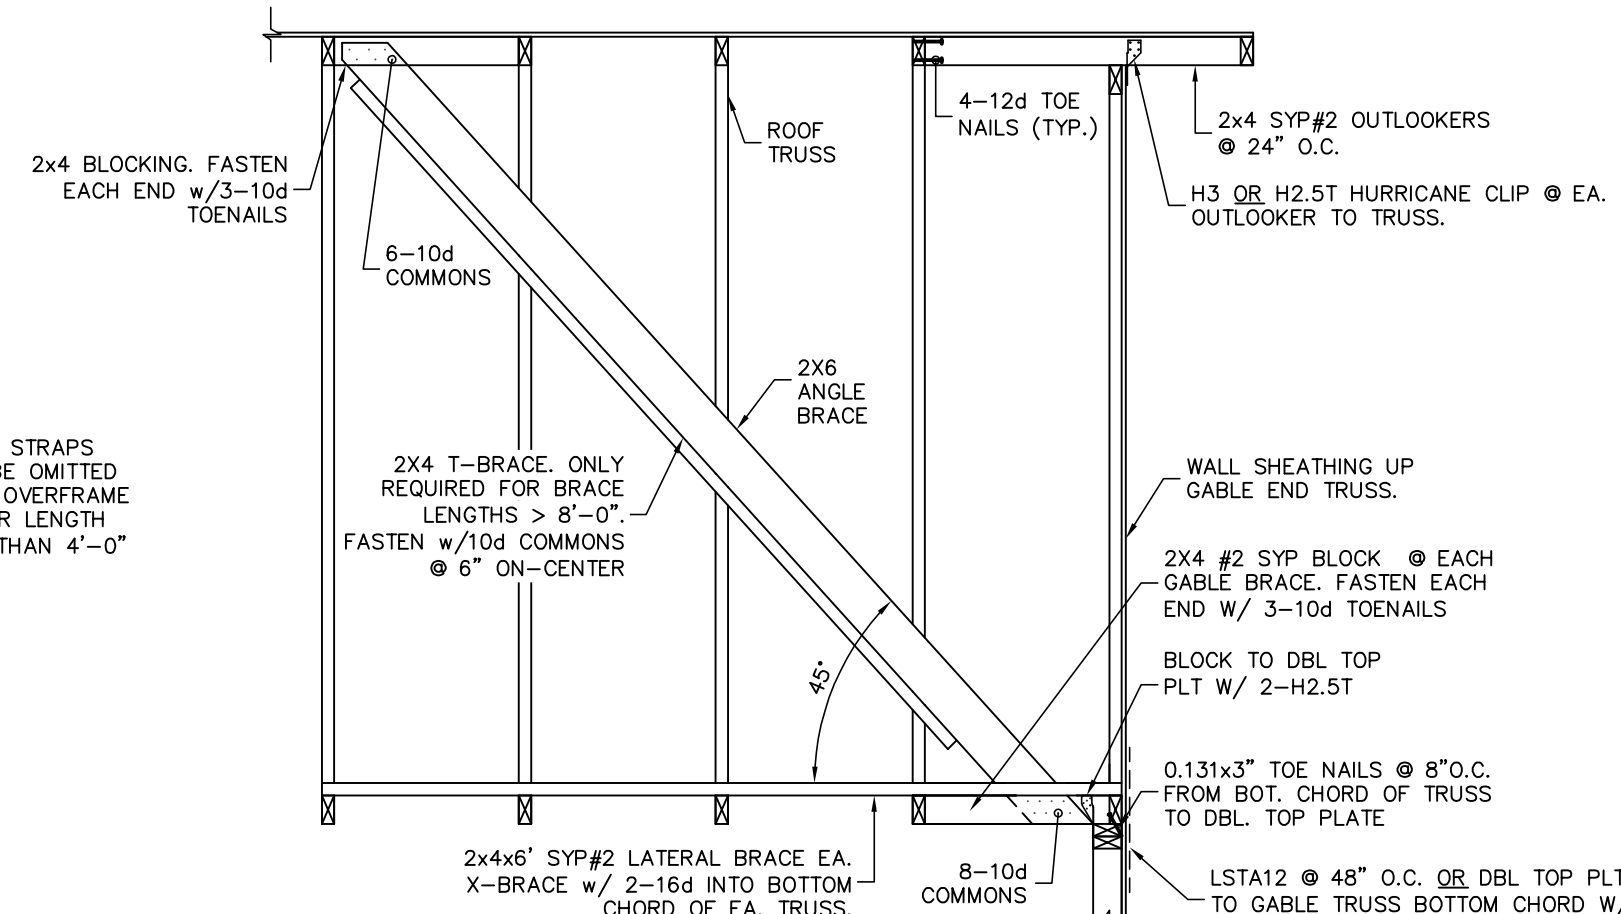 4-12d TOE
NAILS (TYP.)
2x4 SYP#2 OUTLOOKERS
@ 24" O.C.
ROOF
TRUSS
2x4 BLOCKING. FASTEN
EACH END w/3-10d
TOENAILS
H3 OR H2.5T HURRICANE CLIP @ EA.
OUTLOOKER TO TRUSS.
6-10d
COMMONS
2X6
ANGLE
BRACE
STRAPS
BE OMITTED
OVERFRAME
R LENGTH
THAN 4'-0"
2X4 T-BRACE. ONLY
REQUIRED FOR BRACE
LENGTHS > 8'-0".
FASTEN w/10d COMMONS
@ 6" ON-CENTER
WALL SHEATHING UP
GABLE END TRUSS.
2X4 #2 SYP BLOCK @ EACH
GABLE BRACE. FASTEN EACH
END W/ 3-10d TOENAILS
45°
BLOCK TO DBL TOP
PLT W/ 2-H2.5T
0.131x3" TOE NAILS @ 8"O.C.
FROM BOT. CHORD OF TRUSS
TO DBL. TOP PLATE
2x4x6' SYP#2 LATERAL BRACE EA.
X-BRACE w/ 2-16d INTO BOTTOM
CHORD OF EA. TRUSS.
8-10d
COMMONS
LSTA12 @ 48" O.C. OR DBL TOP PLT
TO GABLE TRUSS BOTTOM CHORD W/